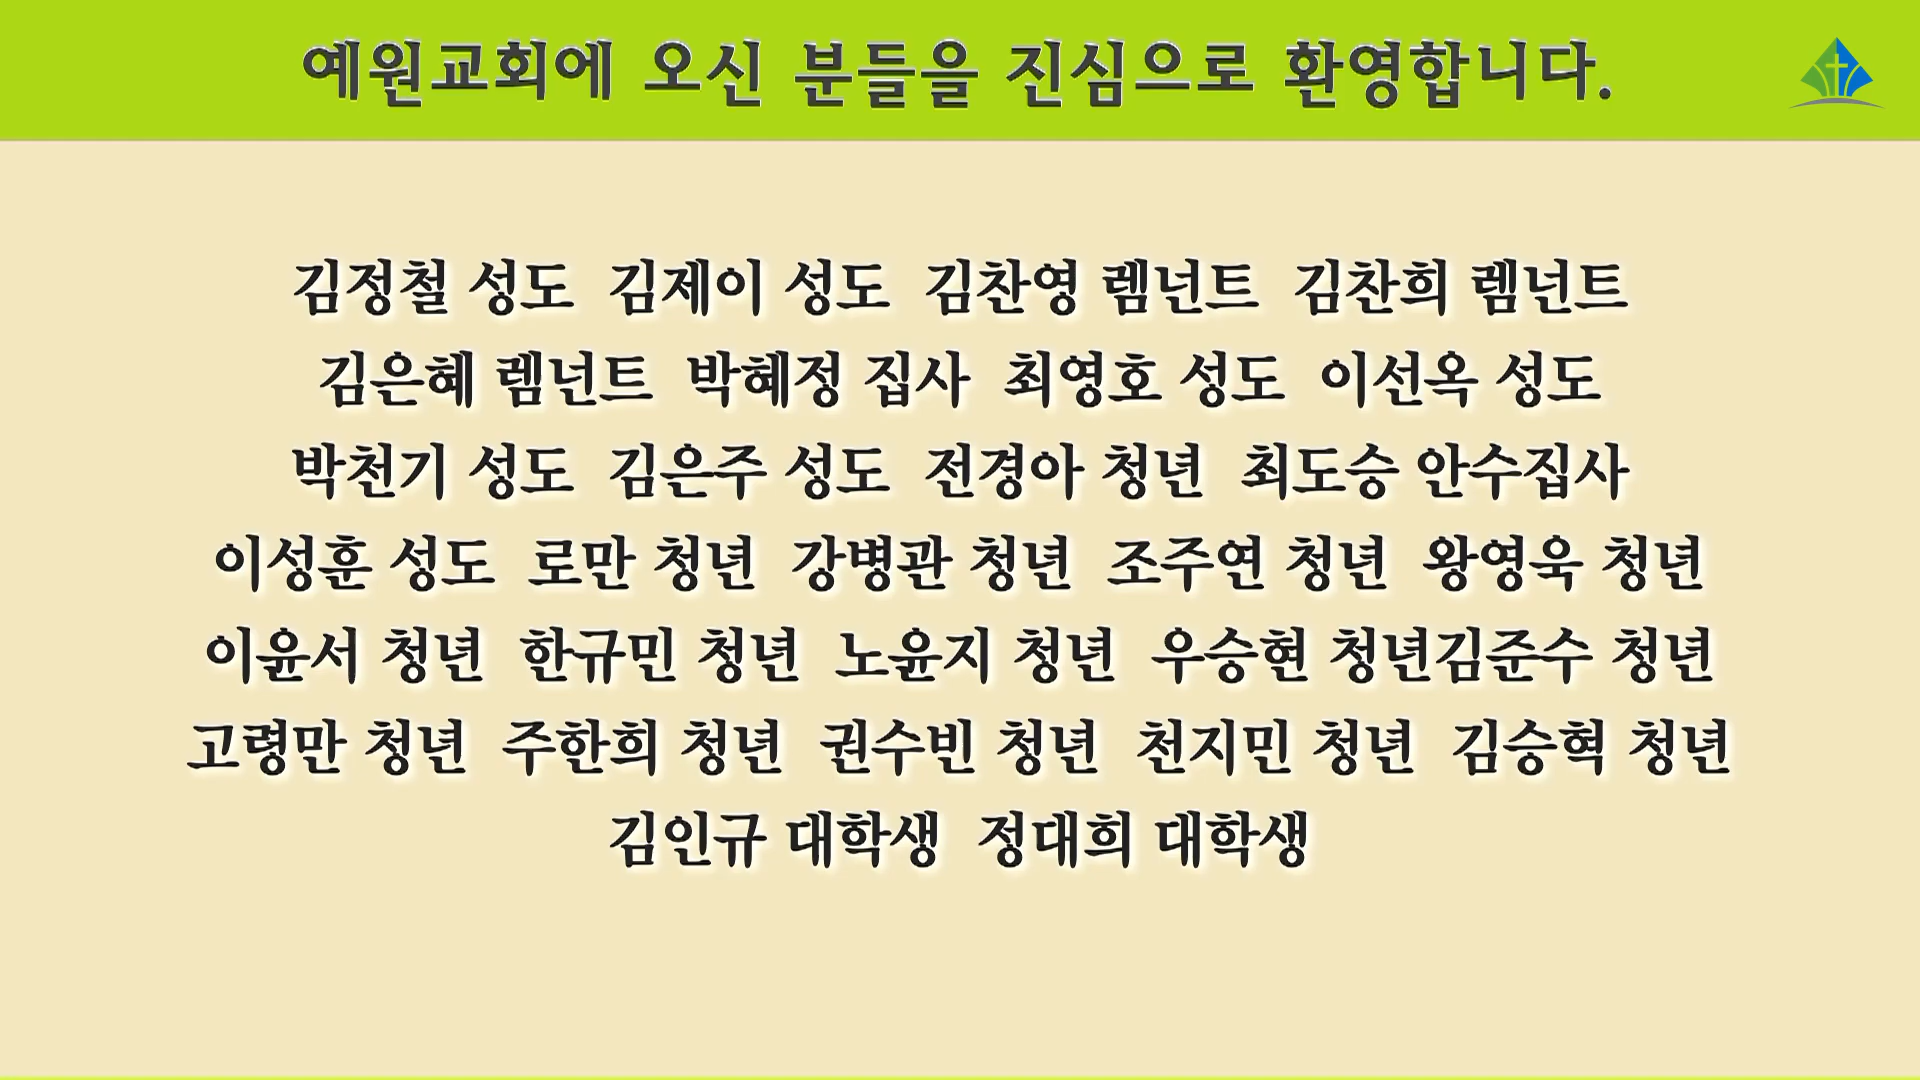 예원교회에 오신 분들을 진심으로 환영합니다.
김정철 성도 김제이 성도 김찬영 렘넌트 김찬희 렘넌트
김은혜 렘넌트 박혜정 집사 최영호 성도 이선옥 성도
박천기 성도 김은주 성도 전경아 청년 최도승 안수집사
이성훈 성도 로만 청년 강병관 청년 조주연 청년 왕영욱 청년
이윤서 청년 한규민 청년 노윤지 청년 우승현 청년김준수 청년
고령만 청년 주한희 청년 권수빈 청년 천지민 청년 김승혁 청년
김인규 대학생 정대희 대학생